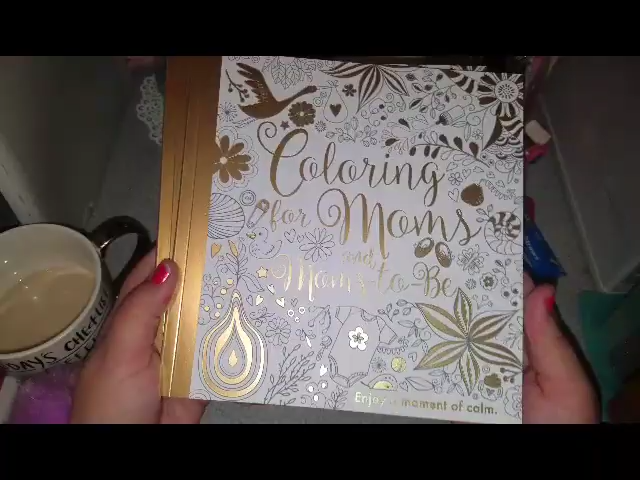 Coloring
for Moms
and
Moms-to-Be
Enjoy a moment of calm.